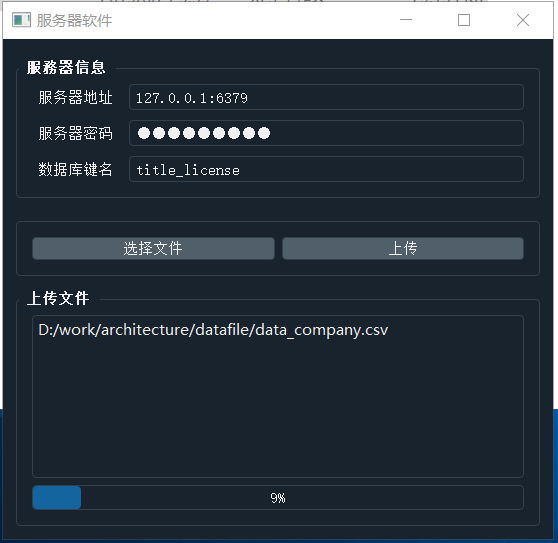 服务器软件
服務器信息
服务器地址 127.0.0.1:6379
服务器密码 ●●●●●●●●●
数据库键名 title_license
选择文件 上传
上传文件
D:/work/architecture/datafile/data_company.csv
9%